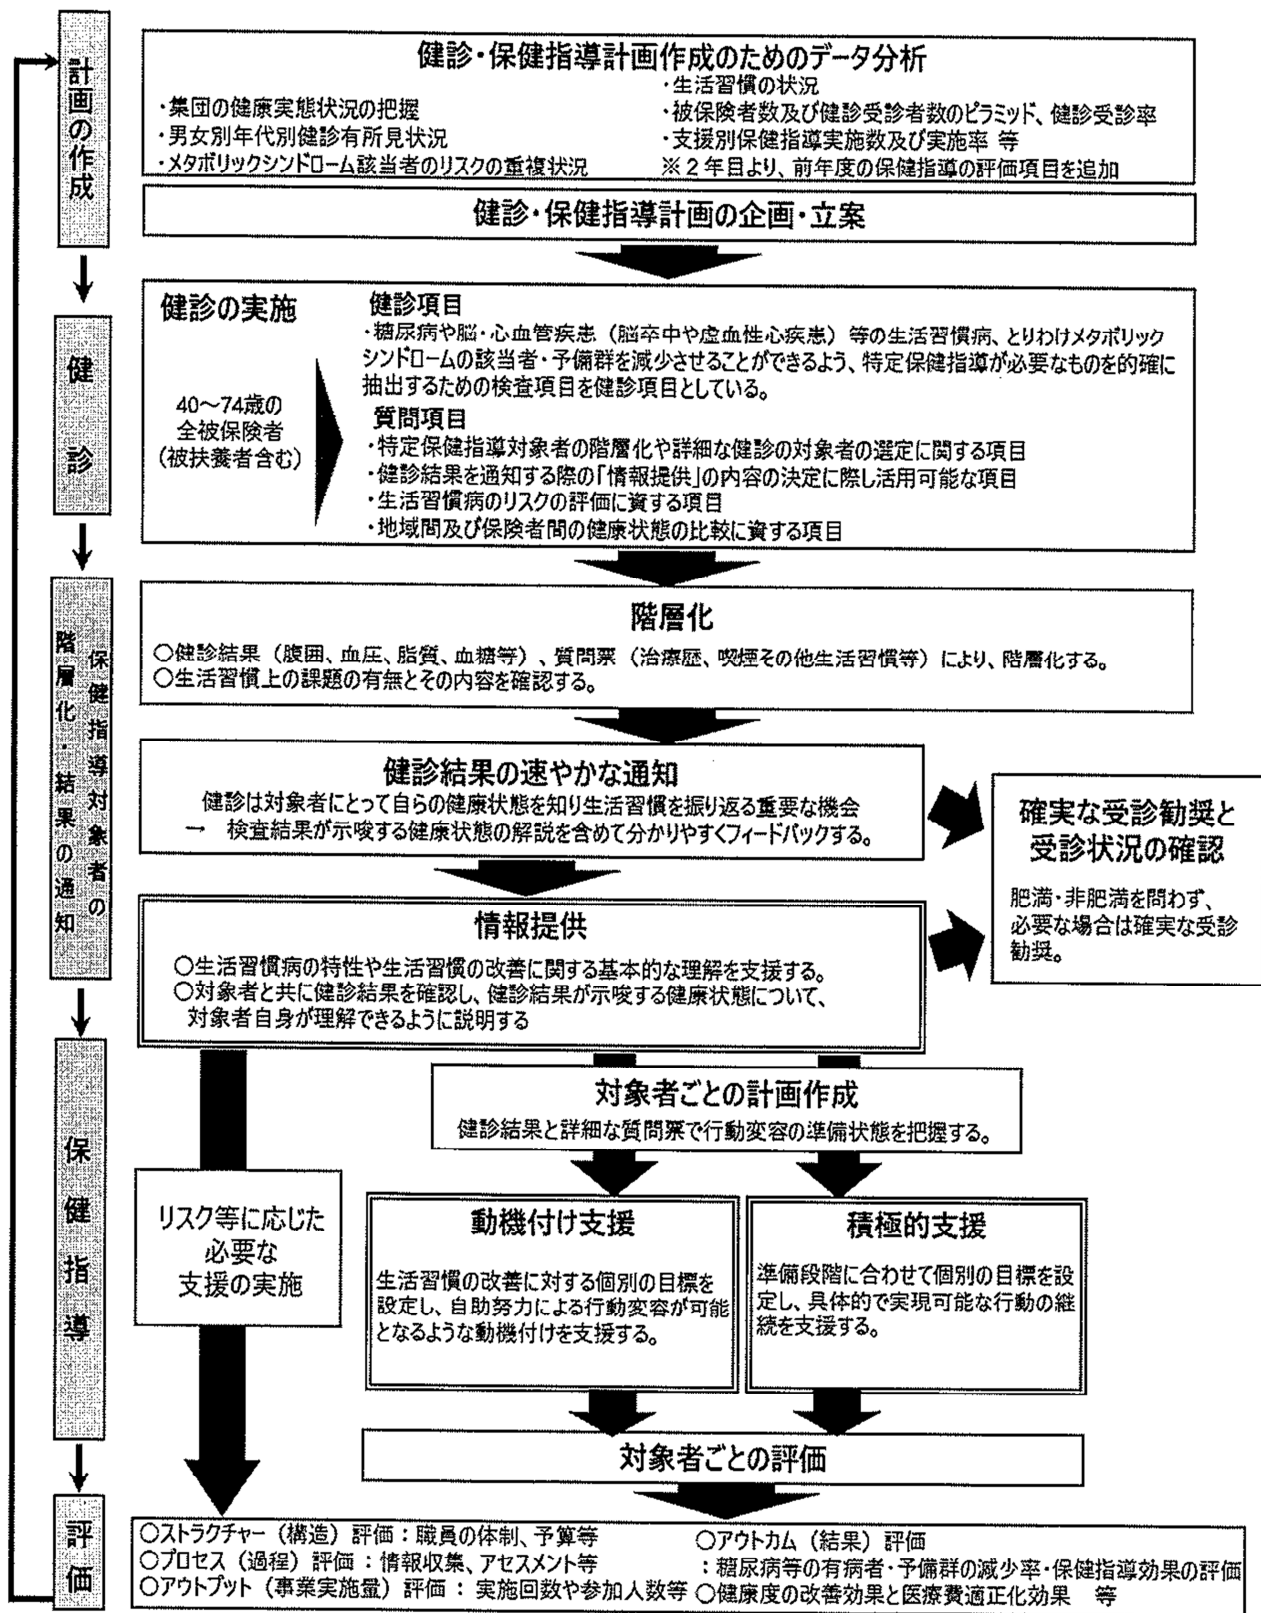 計画の作成
健診・保健指導計画作成のためのデータ分析
・集団の健康実態状況の把握
・男女別年代別健診有所見状況
・メタボリックシンドローム該当者のリスクの重複状況
・生活習慣の状況
・被保険者数及び健診受診者数のピラミッド、健診受診率
・支援別保健指導実施数及び実施率 等
※２年目より、前年度の保健指導の評価項目を追加
健診・保健指導計画の企画・立案
健診
健診の実施
40～74歳の
全被保険者
(被扶養者含む)
健診項目
・糖尿病や脳・心血管疾患（脳卒中や虚血性心疾患）等の生活習慣病、とりわけメタボリック
シンドロームの該当者・予備群を減少させることができるよう、特定保健指導が必要なものを的確に
抽出するための検査項目を健診項目としている。
質問項目
・特定保健指導対象者の階層化や詳細な健診の対象者の選定に関する項目
・健診結果を通知する際の「情報提供」の内容の決定に際し活用可能な項目
・生活習慣病のリスクの評価に資する項目
・地域間及び保険者間の健康状態の比較に資する項目
保健指導対象者の
階層化・結果の通知
階層化
○健診結果（腹囲、血圧、脂質、血糖等）、質問票（治療歴、喫煙その他生活習慣等）により、階層化する。
○生活習慣上の課題の有無とその内容を確認する。
健診結果の速やかな通知
健診は対象者にとって自らの健康状態を知り生活習慣を振り返る重要な機会
→ 検査結果が示唆する健康状態の解説を含めて分かりやすくフィードバックする。
確実な受診勧奨と
受診状況の確認
肥満・非肥満を問わず、
必要な場合は確実な受診
勧奨。
情報提供
○生活習慣病の特性や生活習慣の改善に関する基本的な理解を支援する。
○対象者と共に健診結果を確認し、健診結果が示唆する健康状態について、
対象者自身が理解できるように説明する
保健指導
対象者ごとの計画作成
健診結果と詳細な質問票で行動変容の準備状態を把握する。
リスク等に応じた
必要な
支援の実施
動機付け支援
生活習慣の改善に対する個別の目標を
設定し、自助努力による行動変容が可能
となるような動機付けを支援する。
積極的支援
準備段階に合わせて個別の目標を設
定し、具体的で実現可能な行動の継
続を支援する。
対象者ごとの評価
評価
○ストラクチャー（構造）評価：職員の体制、予算等
○プロセス（過程）評価：情報収集、アセスメント等
○アウトプット（事業実施量）評価： 実施回数や参加人数等
○アウトカム（結果）評価
：糖尿病等の有病者・予備群の減少率・保健指導効果の評価
○健康度の改善効果と医療費適正化効果 等